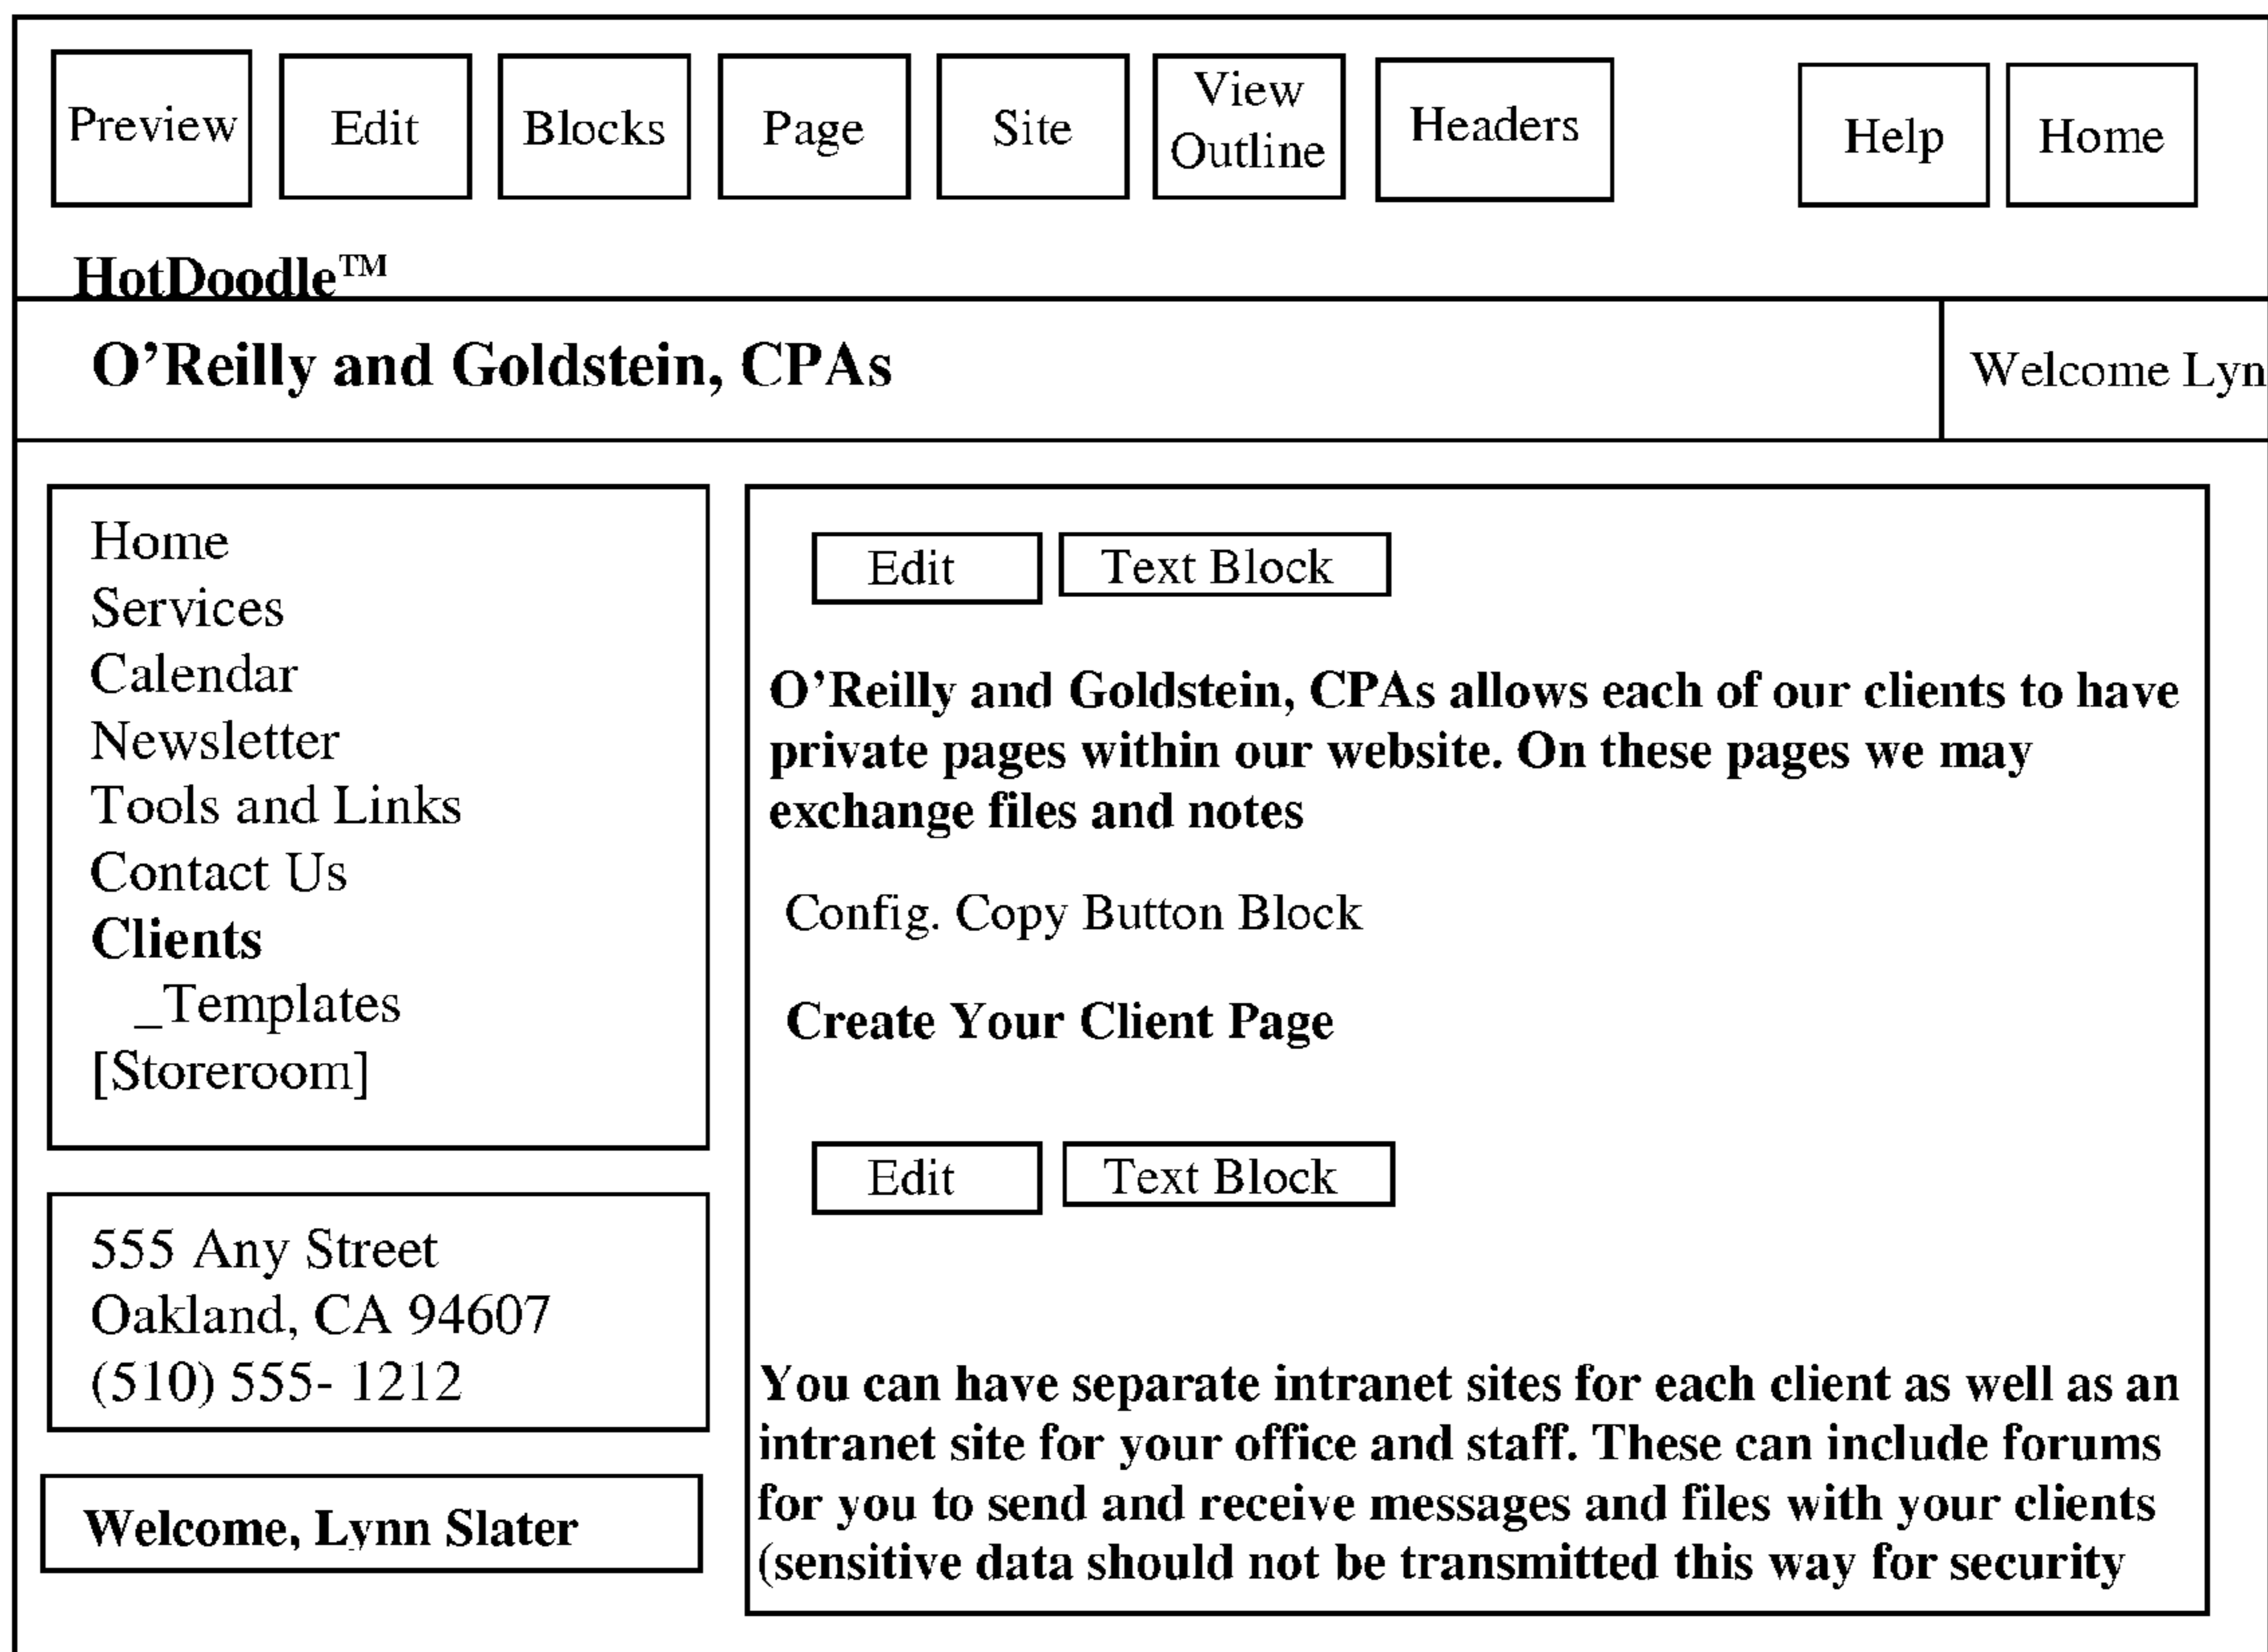 Preview Edit Blocks Page Site View Outline Headers Help Home
HotDoodle™
O’Reilly and Goldstein, CPAs Welcome Lyn
Home
Services
Calendar
Newsletter
Tools and Links
Contact Us
Clients
_Templates
[Storeroom]
555 Any Street
Oakland, CA 94607
(510) 555- 1212
Welcome, Lynn Slater
Edit Text Block
O’Reilly and Goldstein, CPAs allows each of our clients to have
private pages within our website. On these pages we may
exchange files and notes
Config. Copy Button Block
Create Your Client Page
Edit Text Block
You can have separate intranet sites for each client as well as an
intranet site for your office and staff. These can include forums
for you to send and receive messages and files with your clients
(sensitive data should not be transmitted this way for security